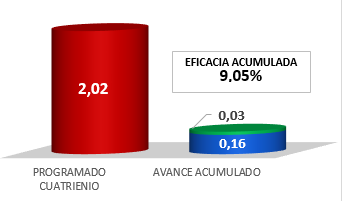 EFICACIA ACUMULADA
9,05%
2,02
0,03
0,16
PROGRAMADO
CUATRIENIO
AVANCE ACUMULADO